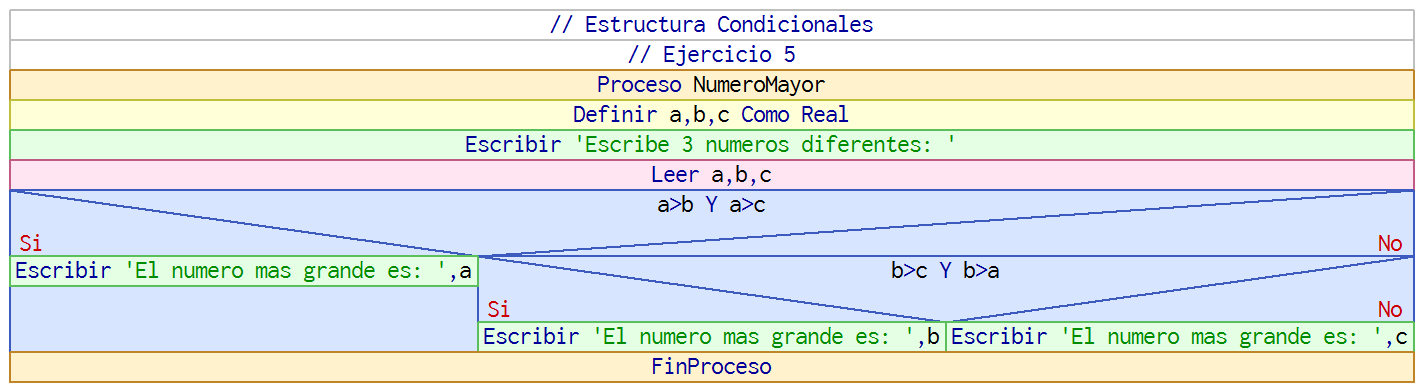 // Estructura Condicionales
// Ejercicio 5
Proceso NumeroMayor
Definir a,b,c Como Real
Escribir 'Escribe 3 numeros diferentes: '
Leer a,b,c
a>b Y a>c
Si
No
Escribir 'El numero mas grande es: ',a
b>c Y b>a
Si
No
Escribir 'El numero mas grande es: ',b
Escribir 'El numero mas grande es: ',c
FinProceso